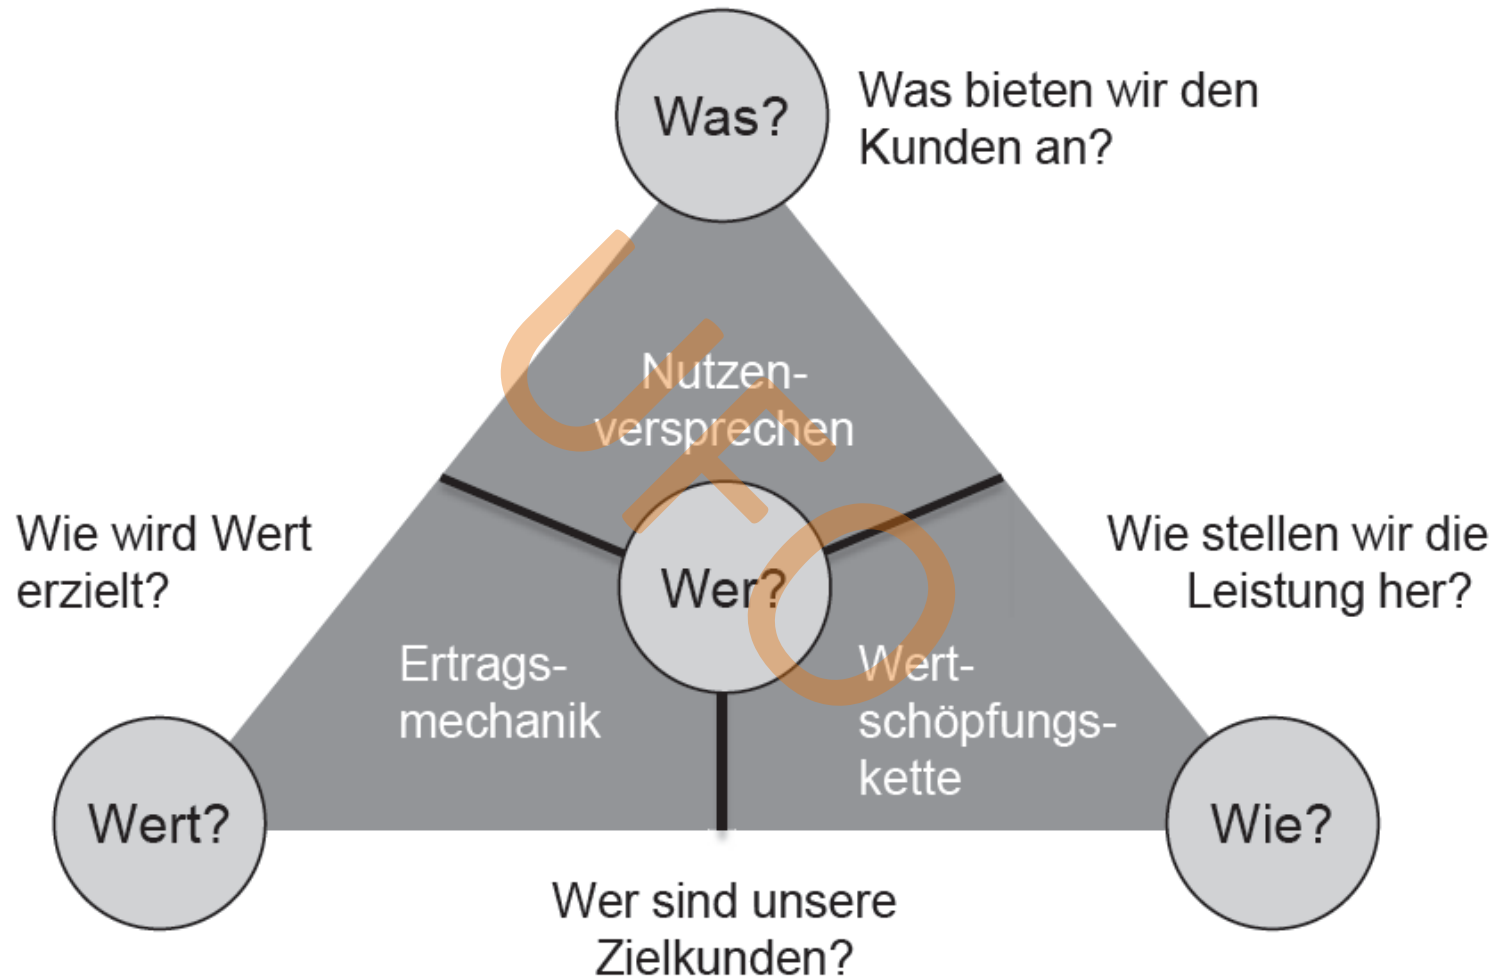 Was?
Was bieten wir den
Kunden an?
Nutzen-
versprechen
UFO
Wie wird Wert
erzielt?
Wer?
Wie stellen wir die
Leistung her?
Ertrags-
mechanik
Wert-
schöpfungs-
kette
Wert?
Wie?
Wer sind unsere
Zielkunden?